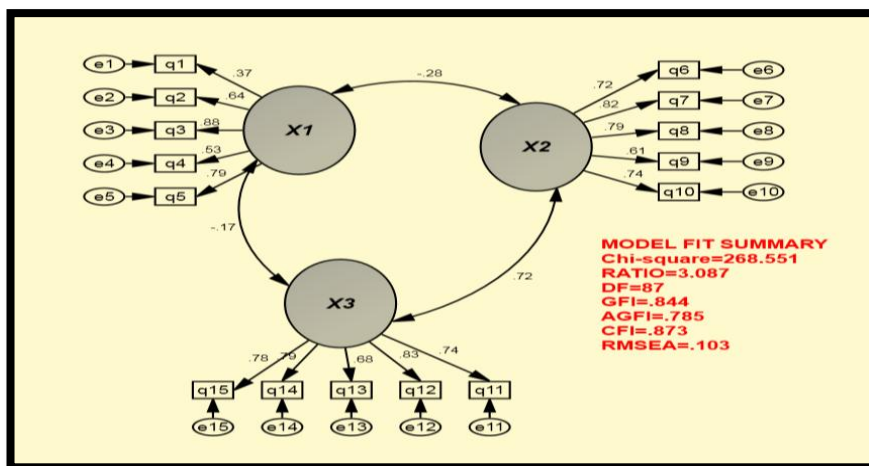 e1 q1 .37
e2 q2 .64
e3 q3 .88
e4 q4 .53
e5 q5 .79
X1
-.28
X2
.72 q6 e6
.82 q7 e7
.79 q8 e8
.61 q9 e9
.74 q10 e10
-.17
.72
X3
.78 .79 .68 .83 .74
q15 q14 q13 q12 q11
e15 e14 e13 e12 e11
MODEL FIT SUMMARY
Chi-square=268.551
RATIO=3.087
DF=87
GFI=.844
AGFI=.785
CFI=.873
RMSEA=.103